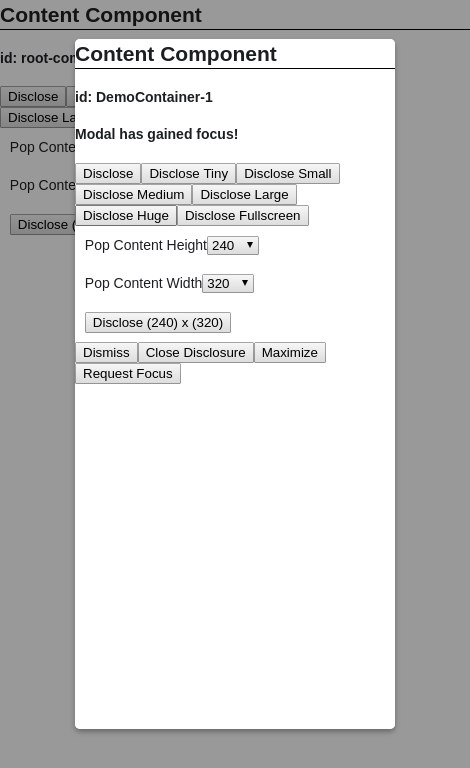 Content Component
id: root-con
Disclose
Disclose La
Pop Conte
Pop Conte
Disclose (
Content Component
id: DemoContainer-1
Modal has gained focus!
Disclose Disclose Tiny Disclose Small
Disclose Medium Disclose Large
Disclose Huge Disclose Fullscreen
Pop Content Height 240
Pop Content Width 320
Disclose (240) x (320)
Dismiss Close Disclosure Maximize
Request Focus